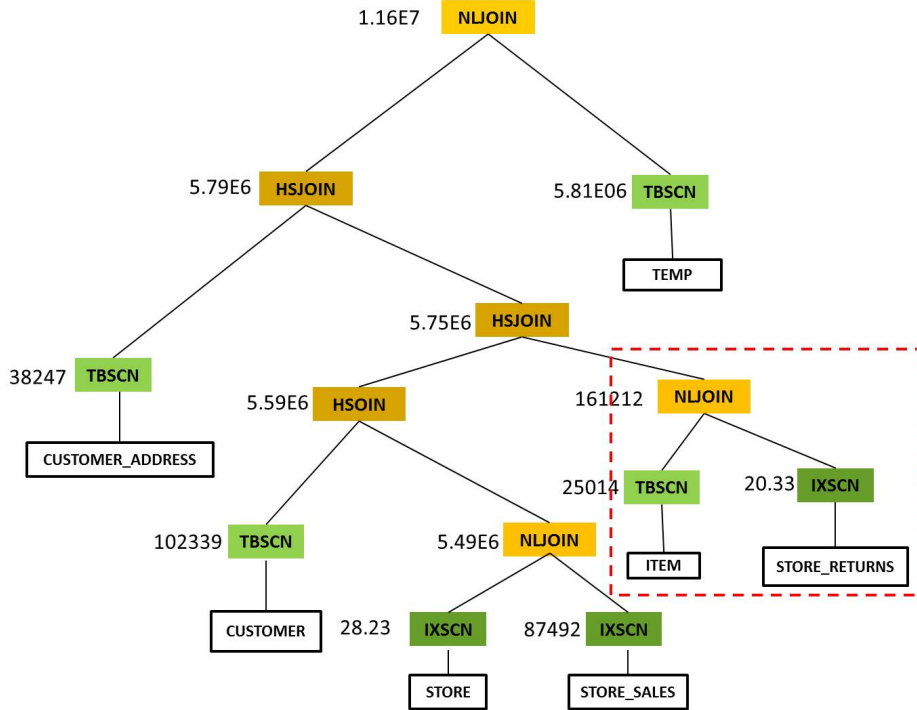 1.16E7 NLJOIN
5.79E6 HSJOIN
5.81E06 TBSCN
TEMP
5.75E6 HSJOIN
38247 TBSCN
CUSTOMER_ADDRESS
5.59E6 HSOIN
161212 NLJOIN
25014 TBSCN
20.33 IXSCN
102339 TBSCN
5.49E6 NLJOIN
ITEM
STORE_RETURNS
CUSTOMER
28.23 IXSCN
87492 IXSCN
STORE
STORE_SALES